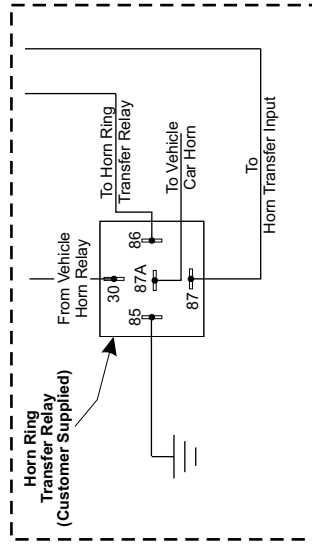 Horn Ring
Transfer Relay
(Customer Supplied)
From Vehicle
Horn Relay
To Horn Ring
Transfer Relay
To Vehicle
Car Horn
To
Horn Transfer Input
85
30
87A
86
87